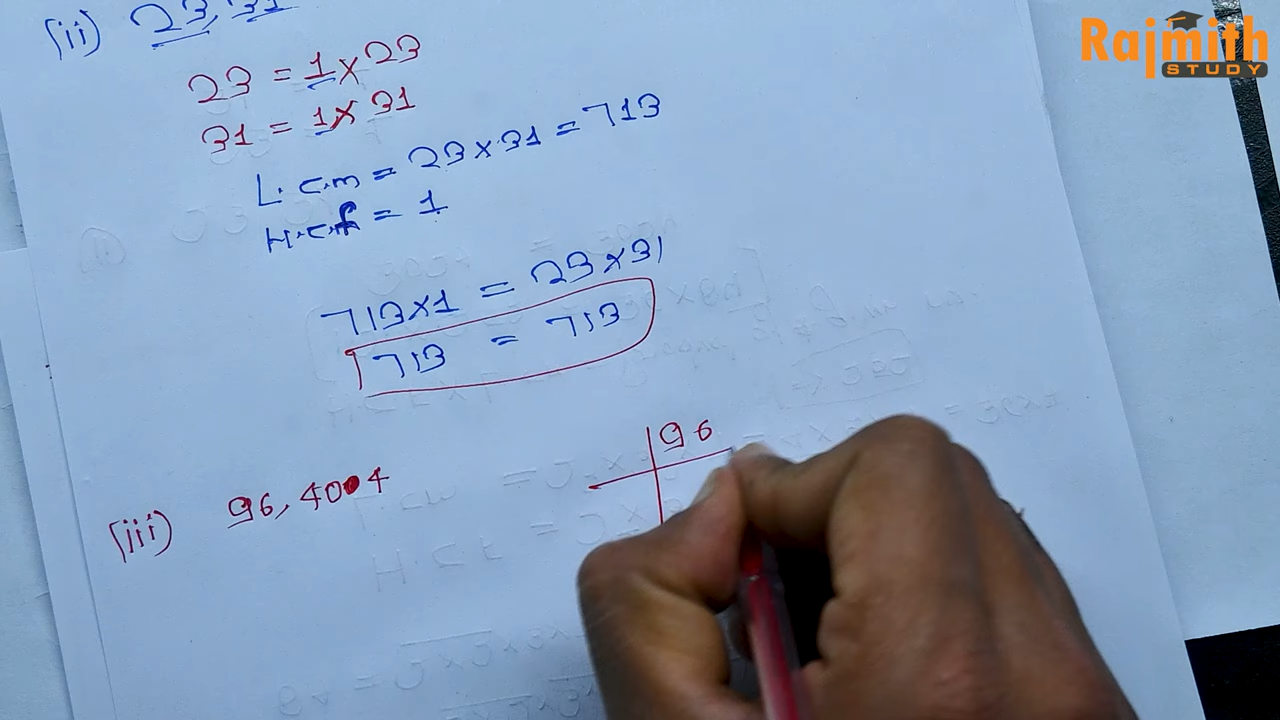 Rajmith
STUDY
(ii) 23, 31
23 = 1 × 23
31 = 1 × 31
L.C.M = 23 × 31 = 713
H.C.F = 1
713 × 1 = 23 × 31
713 = 713
(iii) 96, 404
96